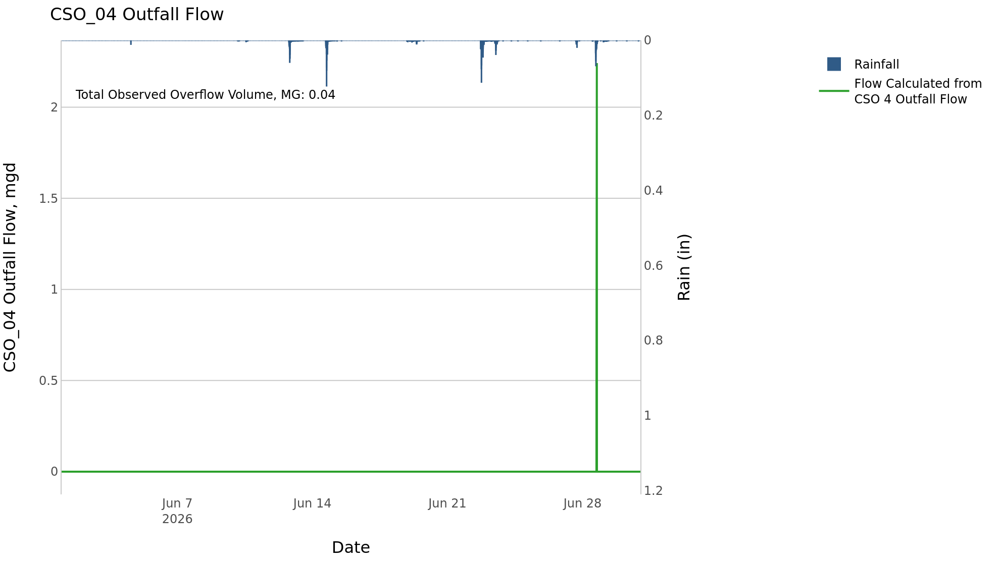 CSO_04 Outfall Flow
Total Observed Overflow Volume, MG: 0.04
CSO_04 Outfall Flow, mgd
2
1.5
1
0.5
0
0
0.2
0.4
0.6
0.8
1
1.2
Rain (in)
Jun 7
2026
Jun 14
Jun 21
Jun 28
Date
Rainfall
Flow Calculated from
CSO 4 Outfall Flow